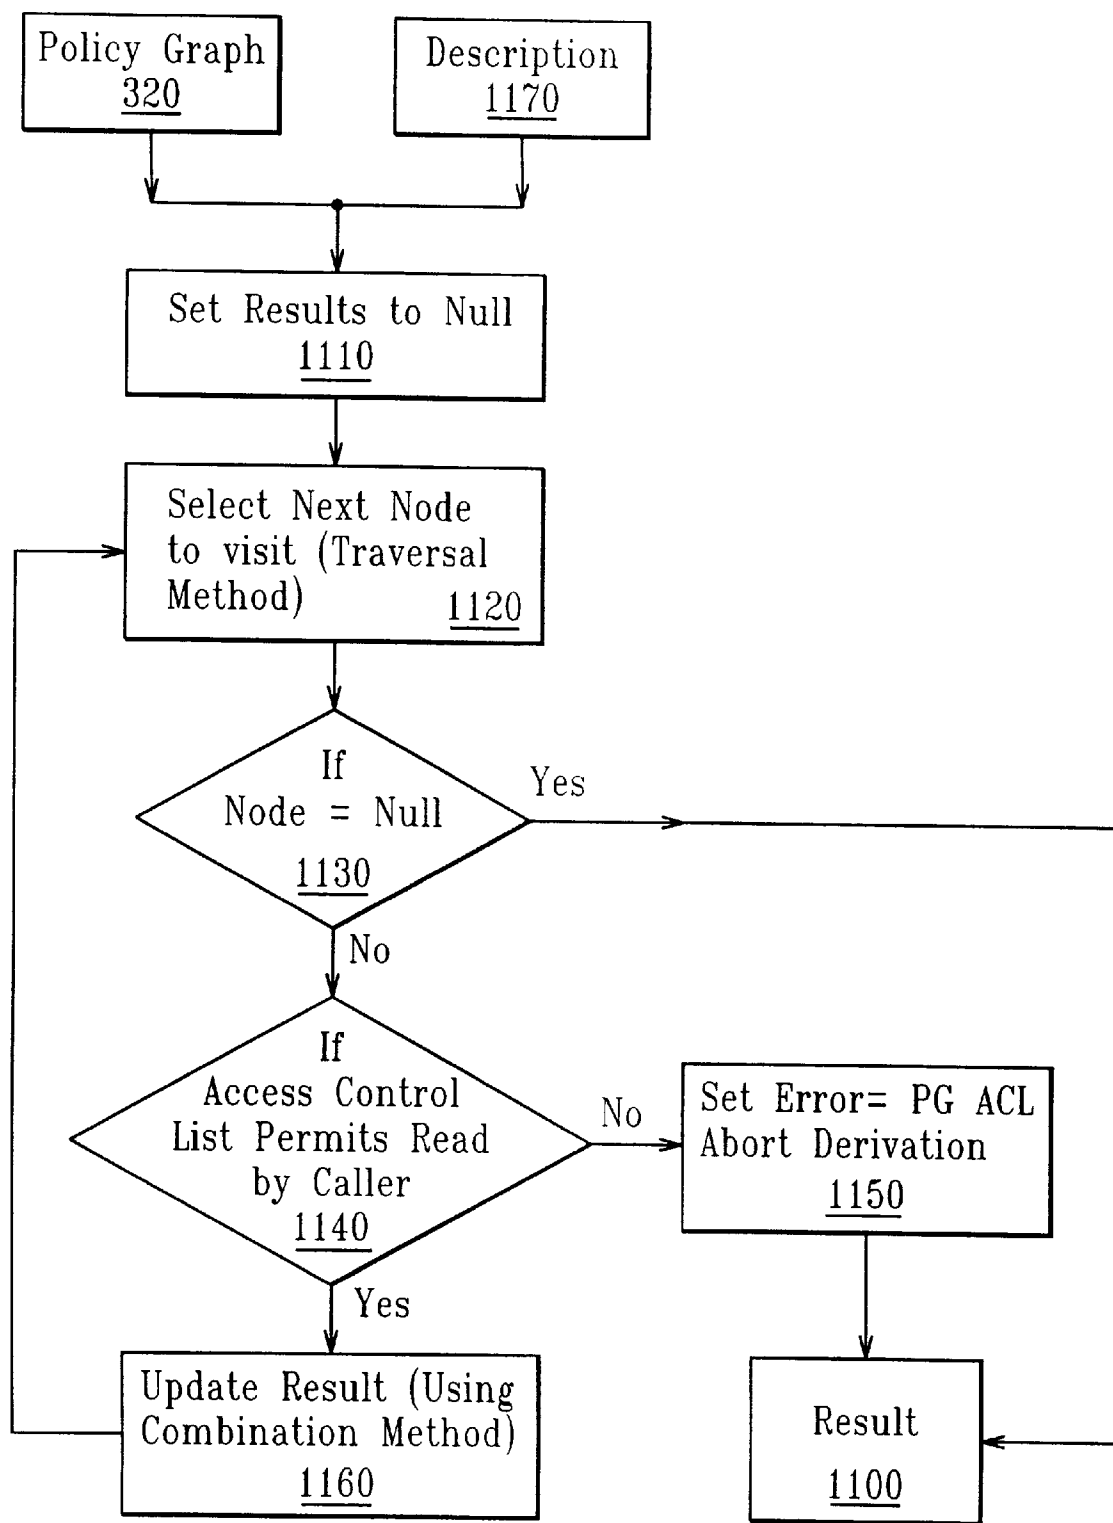 Policy Graph
320
Description
1170
Set Results to Null
1110
Select Next Node
to visit (Traversal
Method)
1120
If
Node = Null
1130
Yes
No
If
Access Control
List Permits Read
by Caller
1140
No
Set Error= PG ACL
Abort Derivation
1150
Yes
Update Result (Using
Combination Method)
1160
Result
1100